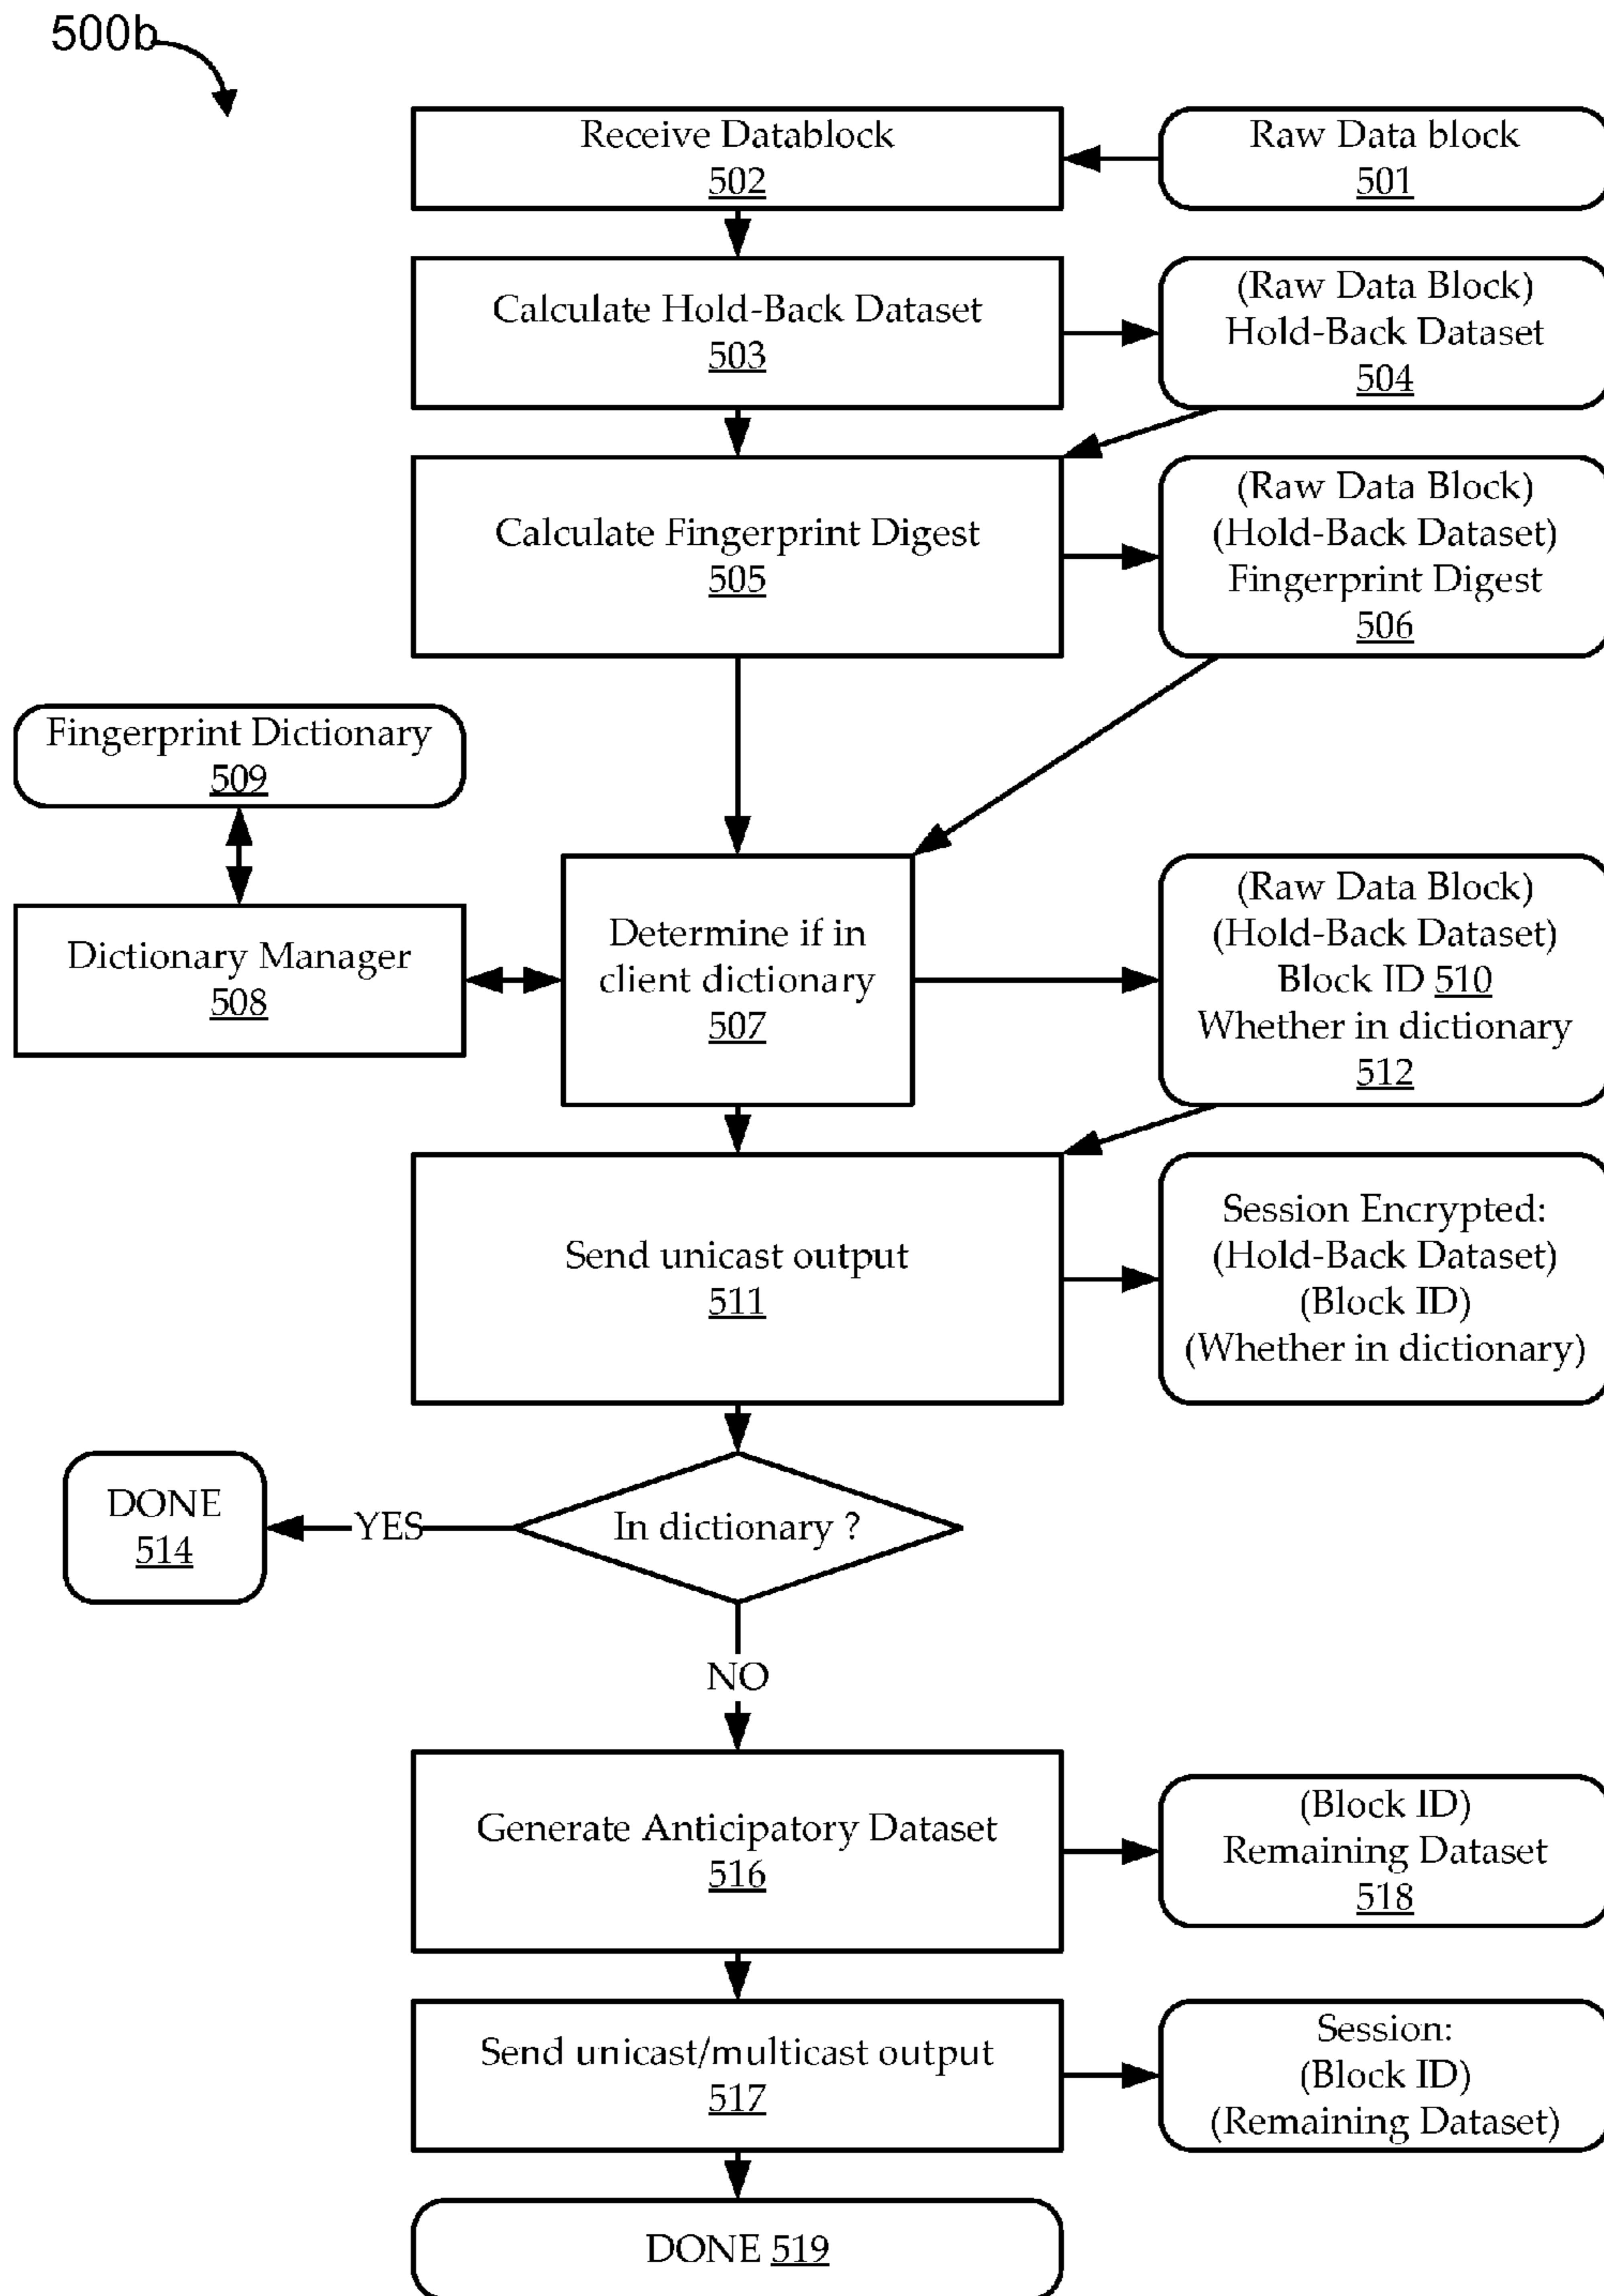 500b
Receive Datablock
502
Raw Data block
501
Calculate Hold-Back Dataset
503
(Raw Data Block)
Hold-Back Dataset
504
Calculate Fingerprint Digest
505
(Raw Data Block)
(Hold-Back Dataset)
Fingerprint Digest
506
Fingerprint Dictionary
509
Dictionary Manager
508
Determine if in
client dictionary
507
(Raw Data Block)
(Hold-Back Dataset)
Block ID 510
Whether in dictionary
512
Send unicast output
511
Session Encrypted:
(Hold-Back Dataset)
(Block ID)
(Whether in dictionary)
DONE
514
YES
In dictionary ?
NO
Generate Anticipatory Dataset
516
(Block ID)
Remaining Dataset
518
Send unicast/multicast output
517
Session:
(Block ID)
(Remaining Dataset)
DONE 519